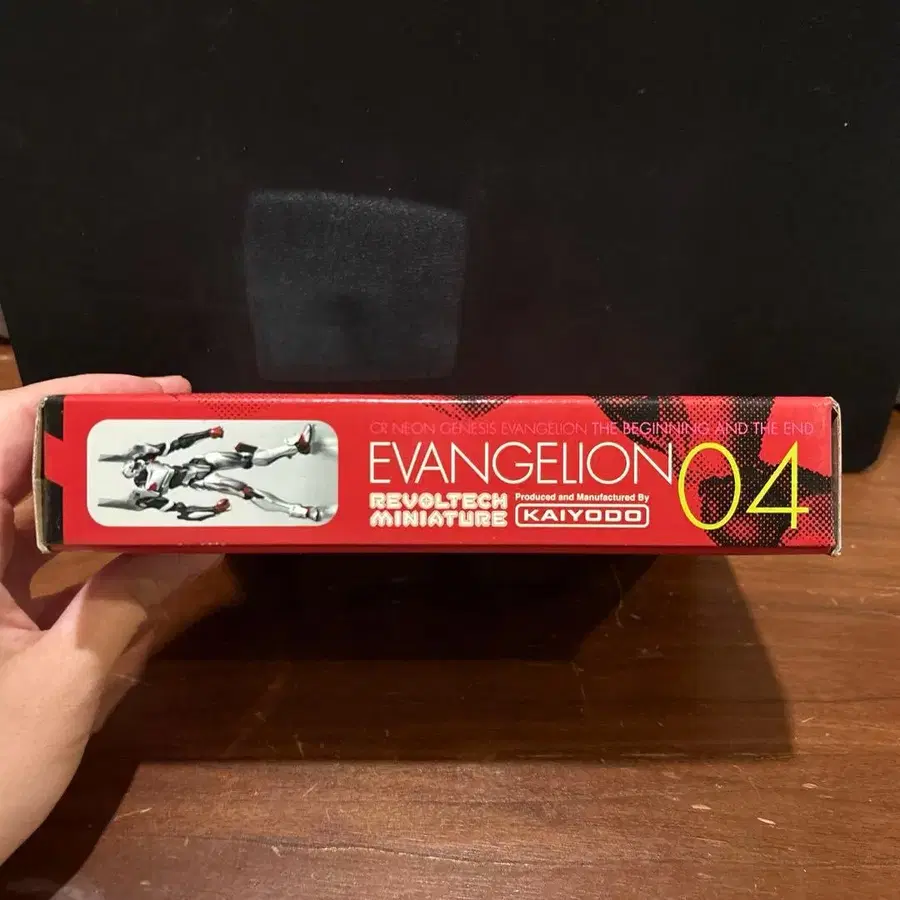 CR NEON GENESIS EVANGELION THE BEGINNING AND THE END
EVANGELION 04
REVOLTECH
MINIATURE
Produced and Manufactured By
KAIYODO